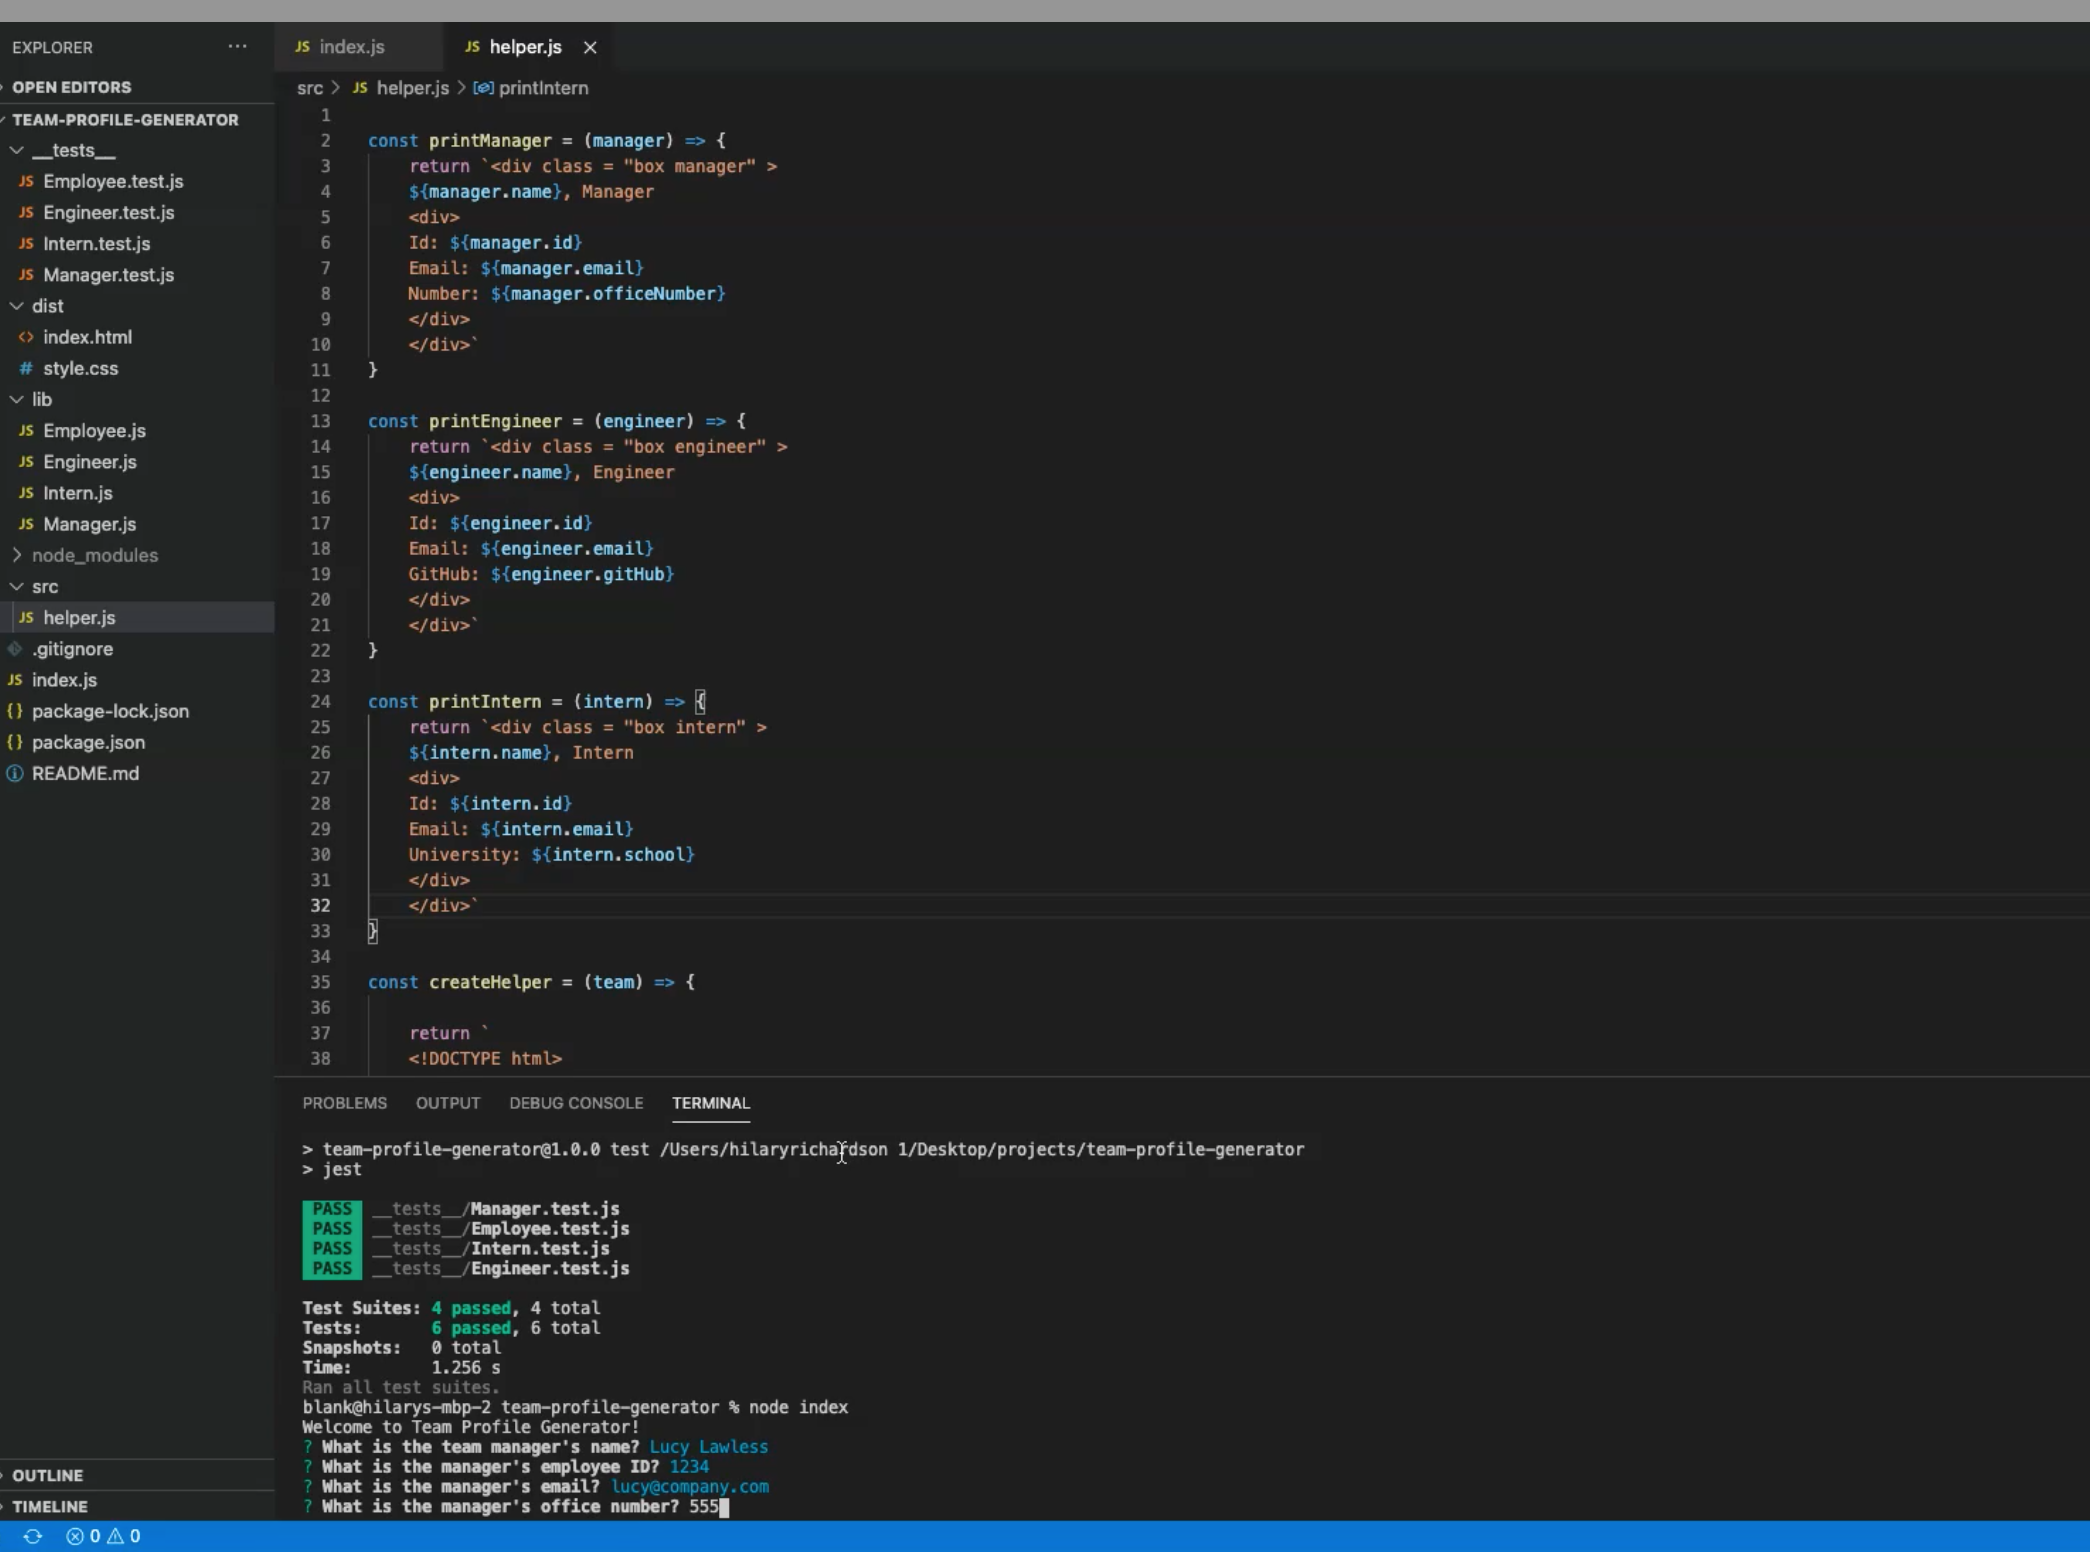 EXPLORER ...
OPEN EDITORS
TEAM-PROFILE-GENERATOR
__tests__
JS Employee.test.js
JS Engineer.test.js
JS Intern.test.js
JS Manager.test.js
dist
<> index.html
# style.css
lib
JS Employee.js
JS Engineer.js
JS Intern.js
JS Manager.js
node_modules
src
JS helper.js
.gitignore
JS index.js
{} package-lock.json
{} package.json
README.md
OUTLINE
TIMELINE
JS index.js JS helper.js ×
src > JS helper.js > printIntern
1
2 const printManager = (manager) => {
3 return `<div class = "box manager" >
4 ${manager.name}, Manager
5 <div>
6 Id: ${manager.id}
7 Email: ${manager.email}
8 Number: ${manager.officeNumber}
9 </div>
10 </div>`
11 }
12
13 const printEngineer = (engineer) => {
14 return `<div class = "box engineer" >
15 ${engineer.name}, Engineer
16 <div>
17 Id: ${engineer.id}
18 Email: ${engineer.email}
19 GitHub: ${engineer.gitHub}
20 </div>
21 </div>`
22 }
23
24 const printIntern = (intern) => {
25 return `<div class = "box intern" >
26 ${intern.name}, Intern
27 <div>
28 Id: ${intern.id}
29 Email: ${intern.email}
30 University: ${intern.school}
31 </div>
32 </div>`
33 }
34
35 const createHelper = (team) => {
36
37 return `
38 <!DOCTYPE html>
PROBLEMS OUTPUT DEBUG CONSOLE TERMINAL
> team-profile-generator@1.0.0 test /Users/hilaryrichardson 1/Desktop/projects/team-profile-generator
> jest
PASS __tests__/Manager.test.js
PASS __tests__/Employee.test.js
PASS __tests__/Intern.test.js
PASS __tests__/Engineer.test.js
Test Suites: 4 passed, 4 total
Tests: 6 passed, 6 total
Snapshots: 0 total
Time: 1.256 s
Ran all test suites.
blank@hilarys-mbp-2 team-profile-generator % node index
Welcome to Team Profile Generator!
? What is the team manager's name? Lucy Lawless
? What is the manager's employee ID? 1234
? What is the manager's email? lucy@company.com
? What is the manager's office number? 555
0 0